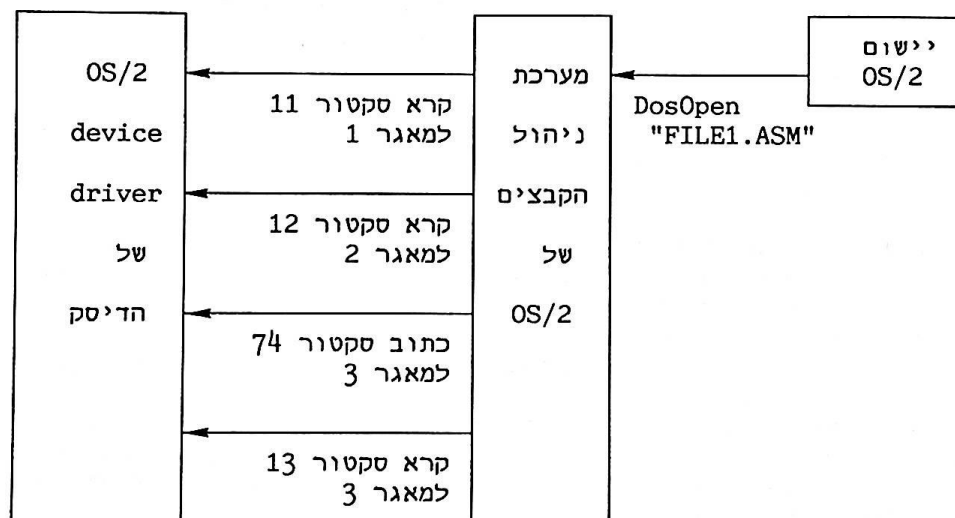 יישום
OS/2
DosOpen
"FILE1.ASM"
מערכת
ניהול
הקבצים
של
OS/2
קרא סקטור 11
למאגר 1
קרא סקטור 12
למאגר 2
כתוב סקטור 74
למאגר 3
קרא סקטור 13
למאגר 3
OS/2
device
driver
של
הדיסק